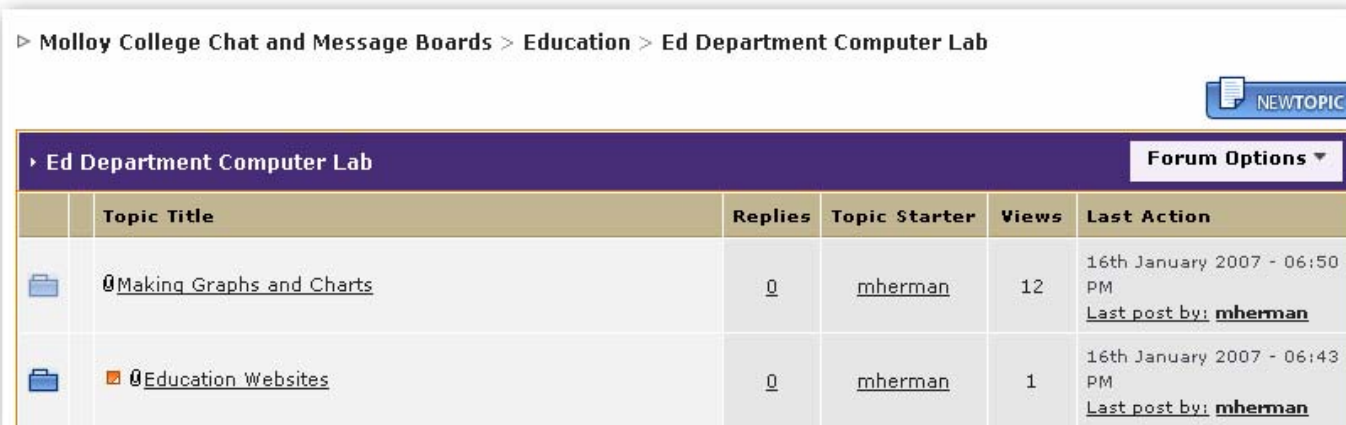 Molloy College Chat and Message Boards > Education > Ed Department Computer Lab
NEWTOPIC
Ed Department Computer Lab
Forum Options
Topic Title Replies Topic Starter Views Last Action
Making Graphs and Charts 0 mherman 12 16th January 2007 - 06:50
PM
Last post by: mherman
Education Websites 0 mherman 1 16th January 2007 - 06:43
PM
Last post by: mherman